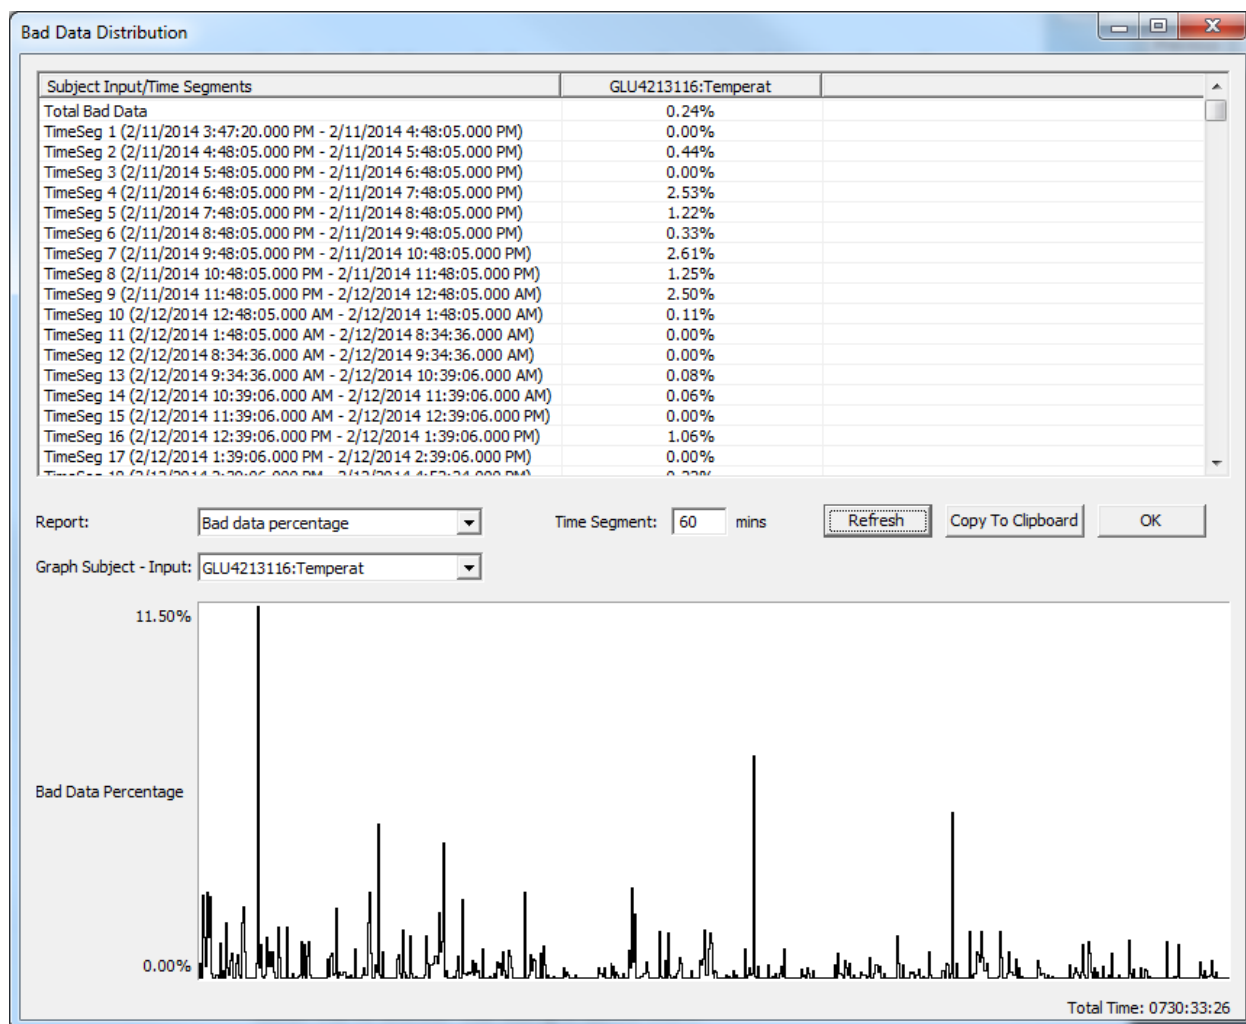 Bad Data Distribution
Subject Input/Time Segments GLU4213116:Temperat
Total Bad Data 0.24%
TimeSeg 1 (2/11/2014 3:47:20.000 PM - 2/11/2014 4:48:05.000 PM) 0.00%
TimeSeg 2 (2/11/2014 4:48:05.000 PM - 2/11/2014 5:48:05.000 PM) 0.44%
TimeSeg 3 (2/11/2014 5:48:05.000 PM - 2/11/2014 6:48:05.000 PM) 0.00%
TimeSeg 4 (2/11/2014 6:48:05.000 PM - 2/11/2014 7:48:05.000 PM) 2.53%
TimeSeg 5 (2/11/2014 7:48:05.000 PM - 2/11/2014 8:48:05.000 PM) 1.22%
TimeSeg 6 (2/11/2014 8:48:05.000 PM - 2/11/2014 9:48:05.000 PM) 0.33%
TimeSeg 7 (2/11/2014 9:48:05.000 PM - 2/11/2014 10:48:05.000 PM) 2.61%
TimeSeg 8 (2/11/2014 10:48:05.000 PM - 2/11/2014 11:48:05.000 PM) 1.25%
TimeSeg 9 (2/11/2014 11:48:05.000 PM - 2/12/2014 12:48:05.000 AM) 2.50%
TimeSeg 10 (2/12/2014 12:48:05.000 AM - 2/12/2014 1:48:05.000 AM) 0.11%
TimeSeg 11 (2/12/2014 1:48:05.000 AM - 2/12/2014 8:34:36.000 AM) 0.00%
TimeSeg 12 (2/12/2014 8:34:36.000 AM - 2/12/2014 9:34:36.000 AM) 0.00%
TimeSeg 13 (2/12/2014 9:34:36.000 AM - 2/12/2014 10:39:06.000 AM) 0.08%
TimeSeg 14 (2/12/2014 10:39:06.000 AM - 2/12/2014 11:39:06.000 AM) 0.06%
TimeSeg 15 (2/12/2014 11:39:06.000 AM - 2/12/2014 12:39:06.000 PM) 0.00%
TimeSeg 16 (2/12/2014 12:39:06.000 PM - 2/12/2014 1:39:06.000 PM) 1.06%
TimeSeg 17 (2/12/2014 1:39:06.000 PM - 2/12/2014 2:39:06.000 PM) 0.00%
Report: Bad data percentage Time Segment: 60 mins Refresh Copy To Clipboard OK
Graph Subject - Input: GLU4213116:Temperat
11.50%
Bad Data Percentage
0.00%
Total Time: 0730:33:26